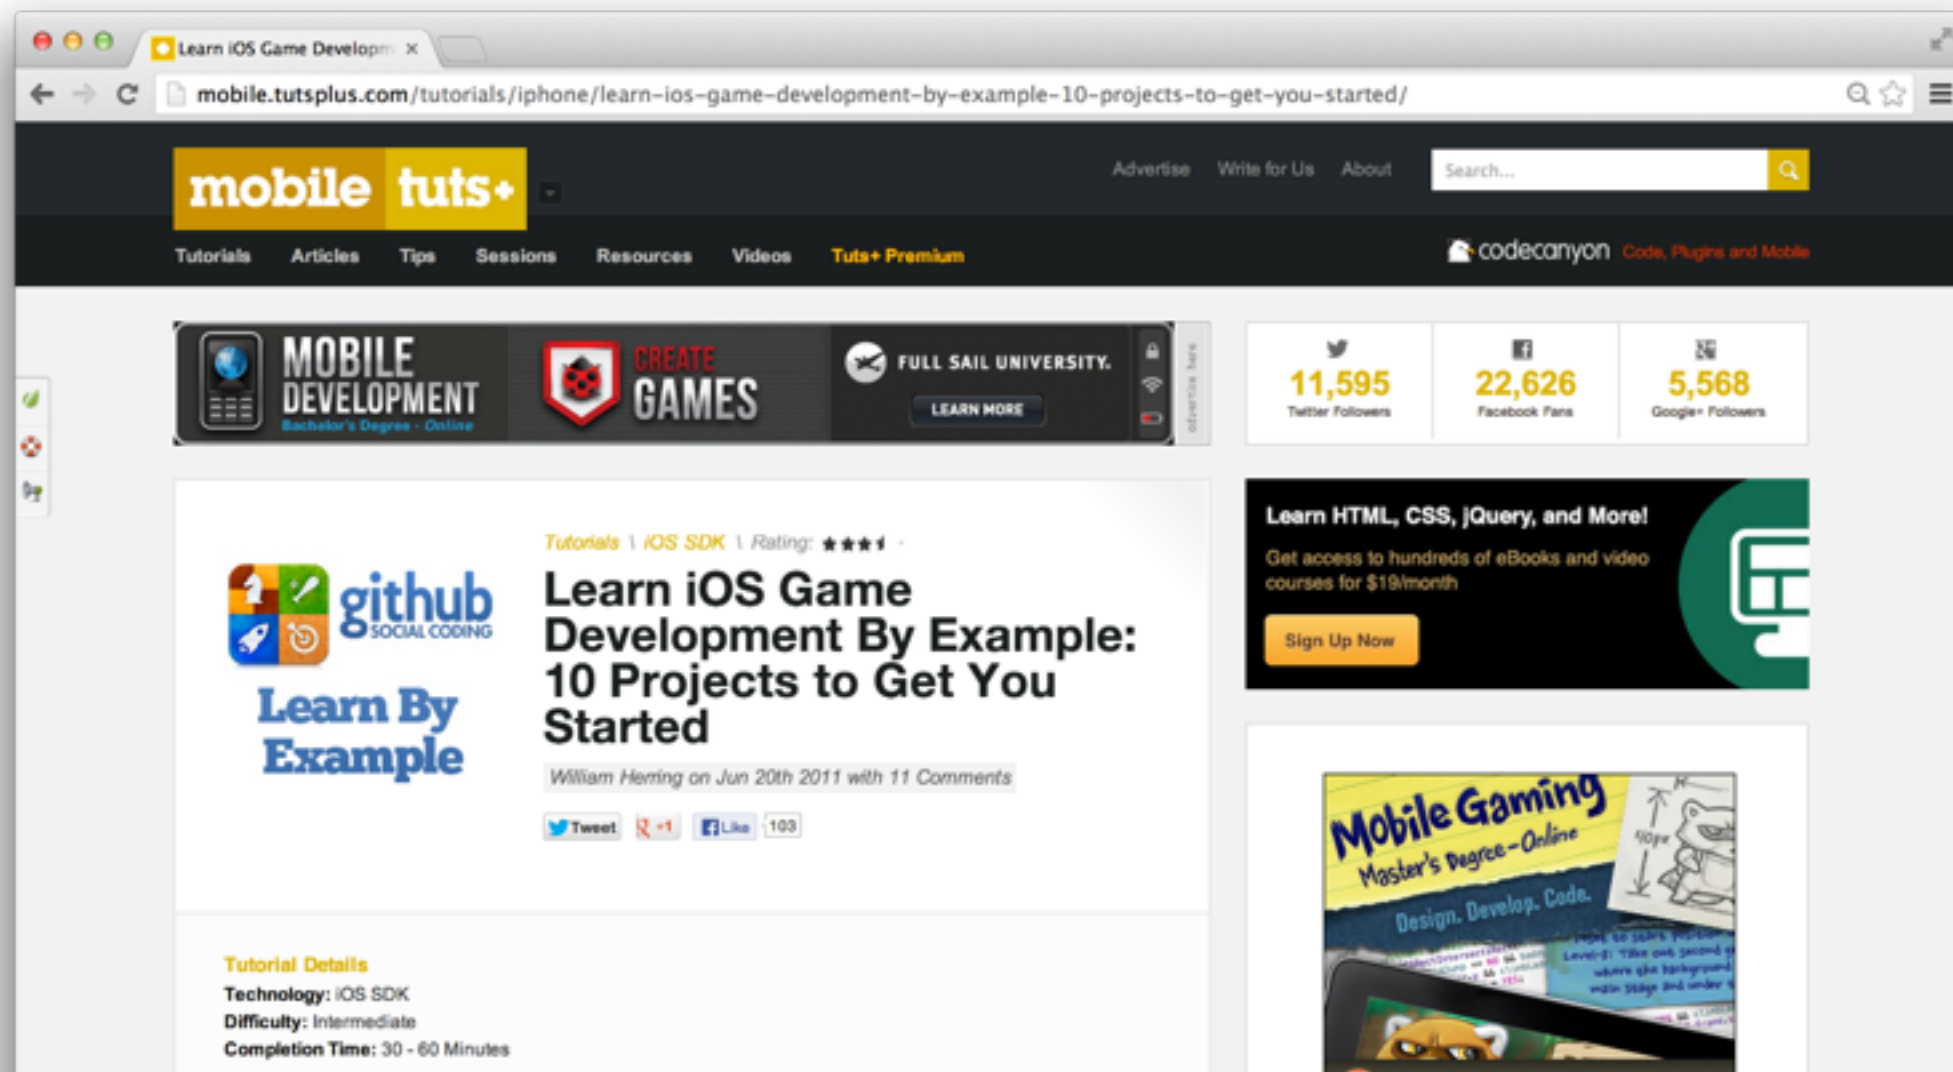 Learn iOS Game Developm
mobile.tutsplus.com/tutorials/iphone/learn-ios-game-development-by-example-10-projects-to-get-you-started/
mobile tuts+
Advertise Write for Us About
Search...
Tutorials Articles Tips Sessions Resources Videos Tuts+ Premium
codecanyon Code, Plugins and Mobile
MOBILE
DEVELOPMENT
Bachelor's Degree - Online
CREATE
GAMES
FULL SAIL UNIVERSITY.
LEARN MORE
advertise here
11,595
Twitter Followers
22,626
Facebook Fans
5,568
Google+ Followers
github
SOCIAL CODING
Learn By
Example
Tutorials \ iOS SDK \ Rating:
Learn iOS Game
Development By Example:
10 Projects to Get You
Started
William Herring on Jun 20th 2011 with 11 Comments
Tweet +1 Like 103
Learn HTML, CSS, jQuery, and More!
Get access to hundreds of eBooks and video
courses for $19/month
Sign Up Now
Mobile Gaming
Master's Degree-Online
Design. Develop. Code.
Tutorial Details
Technology: iOS SDK
Difficulty: Intermediate
Completion Time: 30 - 60 Minutes